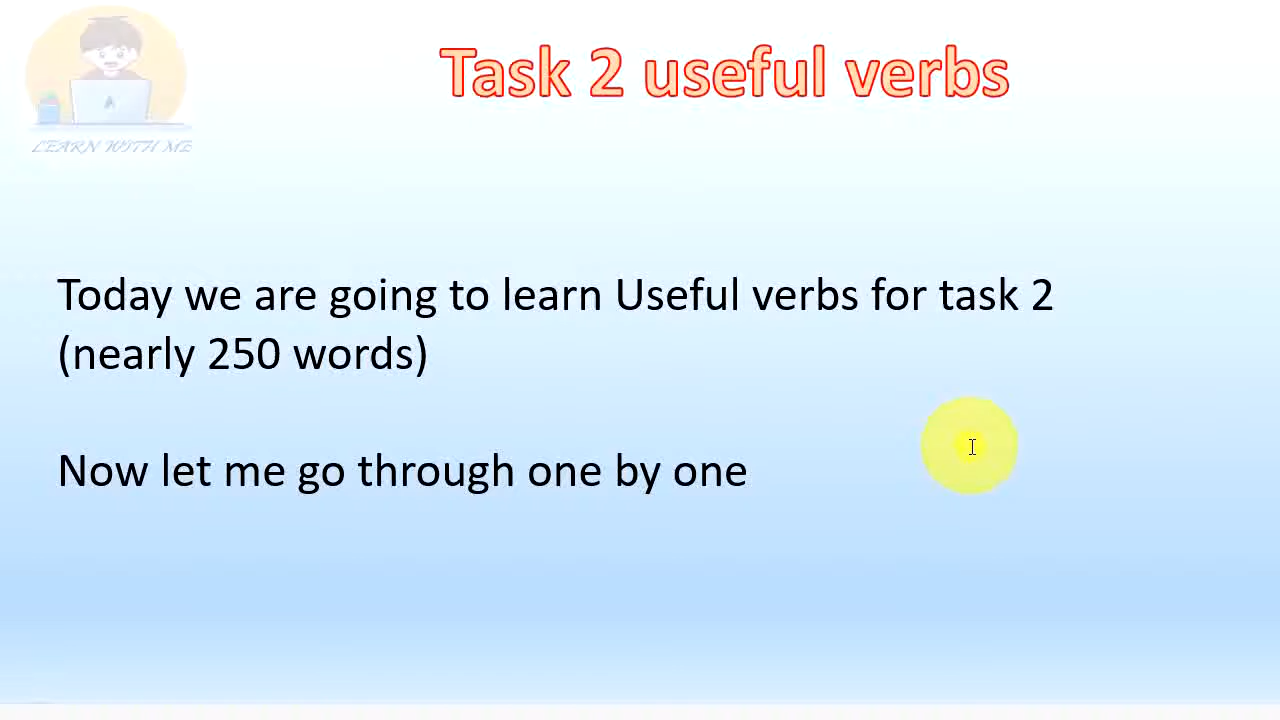 LEARN WITH ME
Task 2 useful verbs
Today we are going to learn Useful verbs for task 2
(nearly 250 words)
Now let me go through one by one